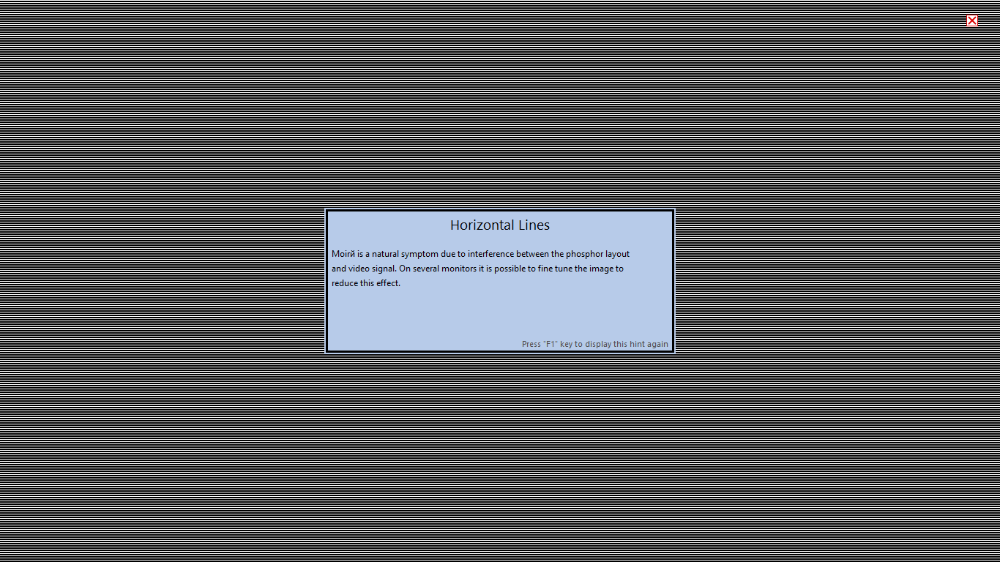 Horizontal Lines
Moirй is a natural symptom due to interference between the phosphor layout
and video signal. On several monitors it is possible to fine tune the image to
reduce this effect.
Press "F1" key to display this hint again